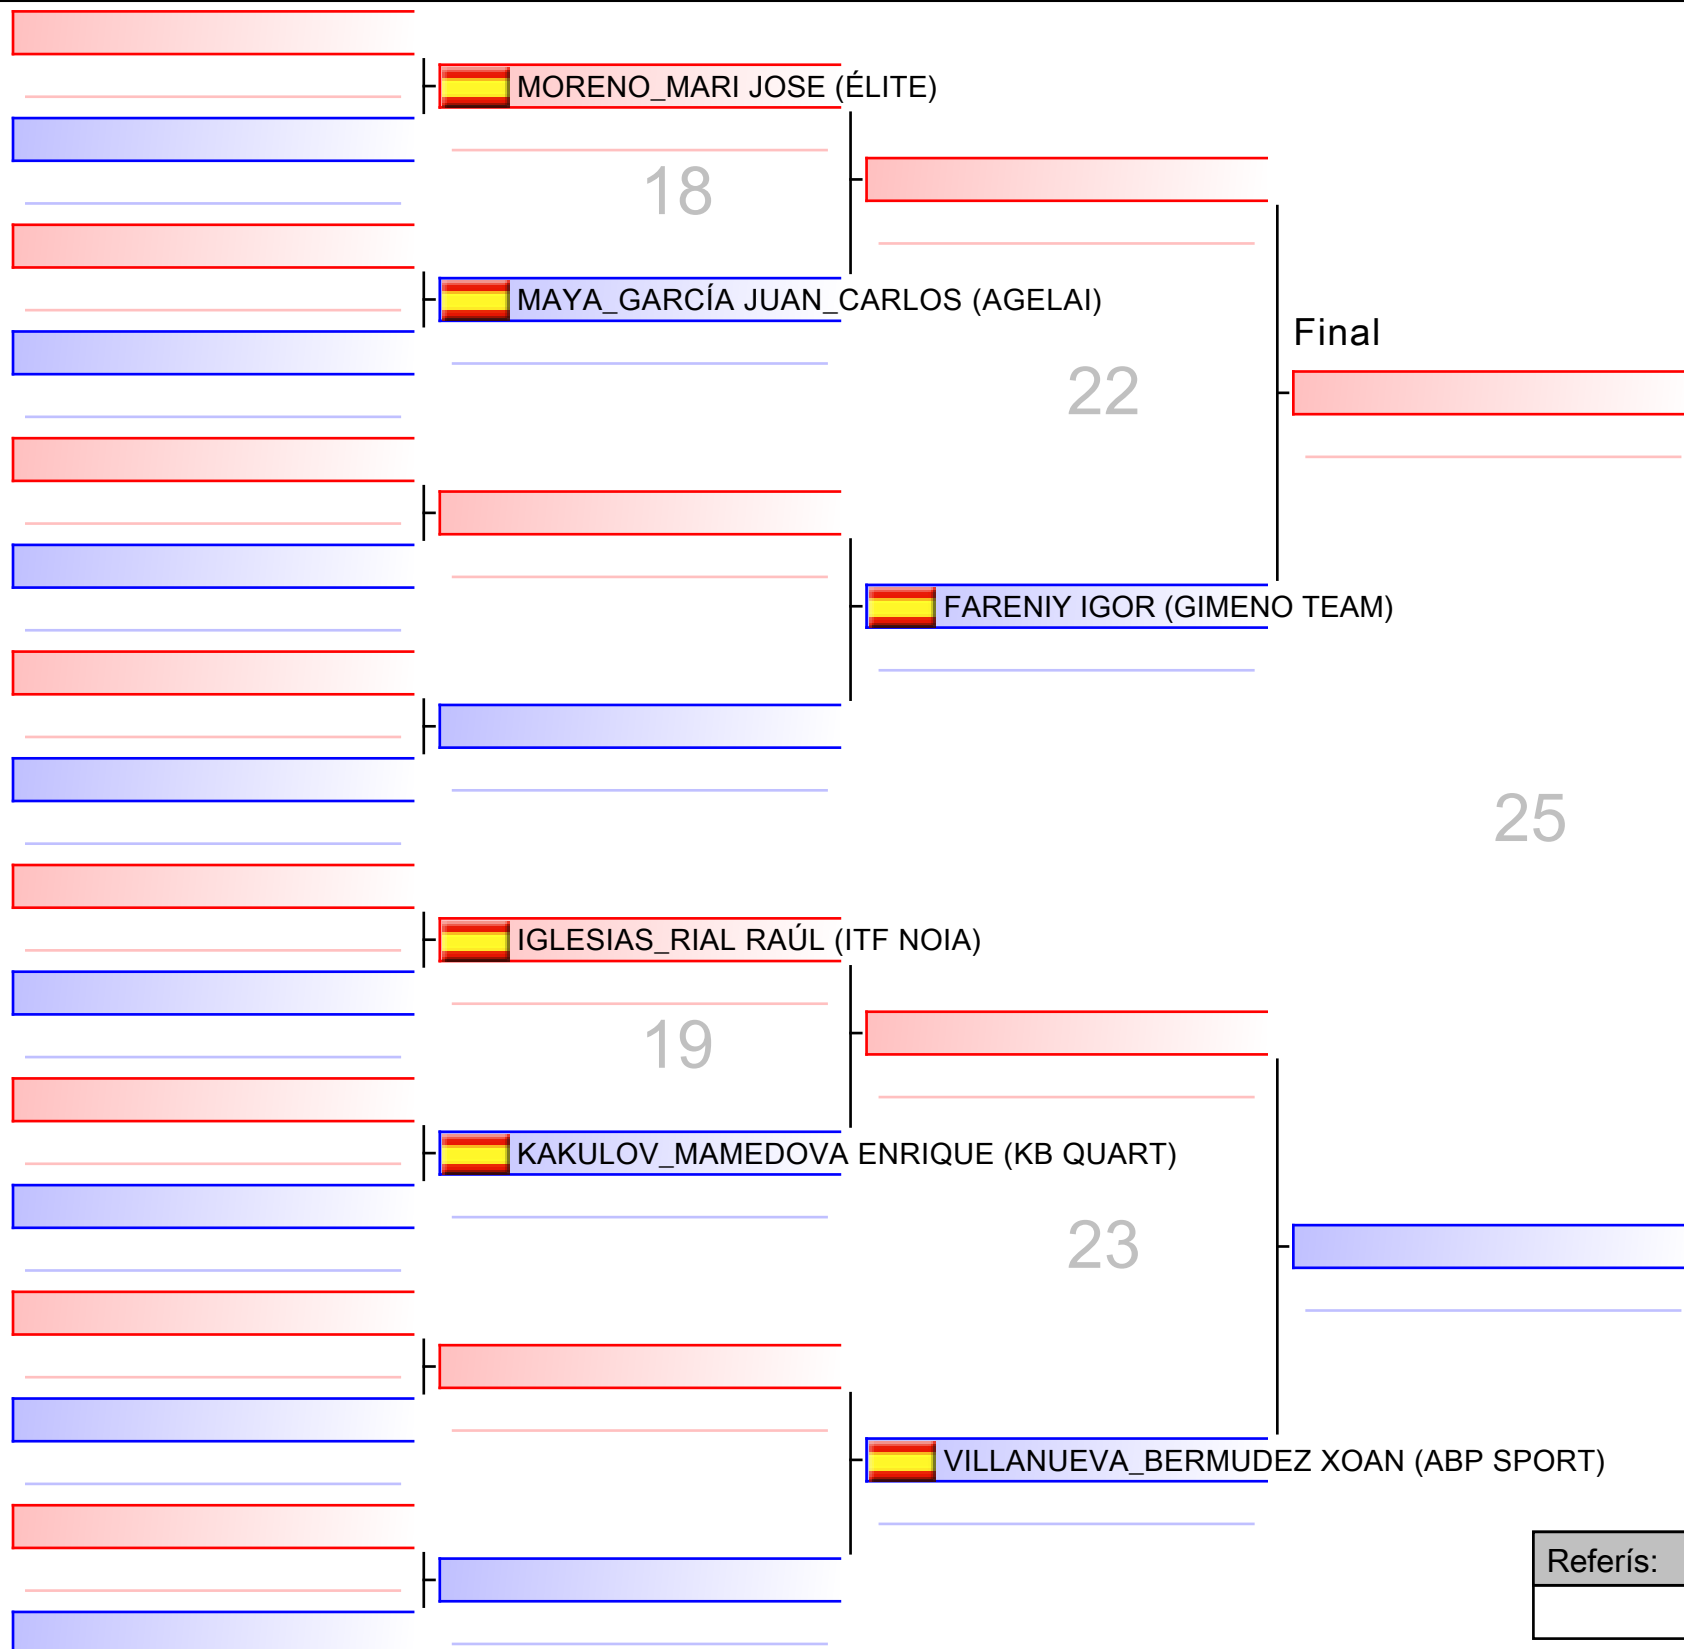 MORENO_MARI JOSE (ÉLITE)
18
MAYA_GARCÍA JUAN_CARLOS (AGELAI)
Final
22
FARENIY IGOR (GIMENO TEAM)
25
IGLESIAS_RIAL RAÚL (ITF NOIA)
19
KAKULOV_MAMEDOVA ENRIQUE (KB QUART)
23
VILLANUEVA_BERMUDEZ XOAN (ABP SPORT)
Referís: